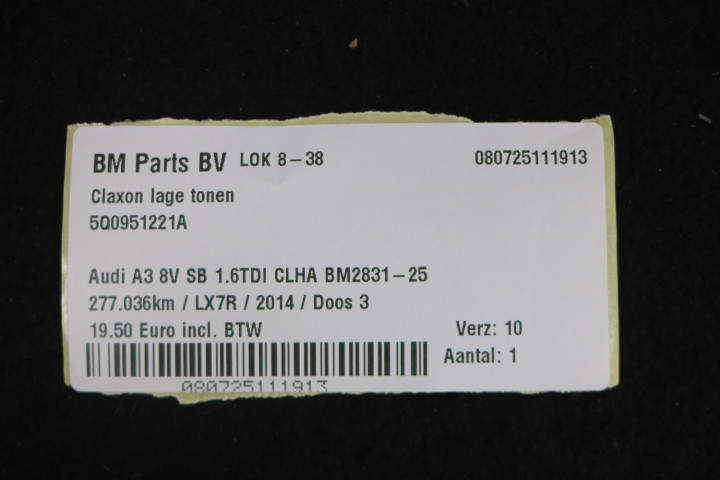 BM Parts BV LOK 8-38 080725111913
Claxon lage tonen
5Q0951221A
Audi A3 8V SB 1.6TDI CLHA BM2831-25
277.036km / LX7R / 2014 / Doos 3
19.50 Euro incl. BTW Verz: 10
Aantal: 1
080725111913